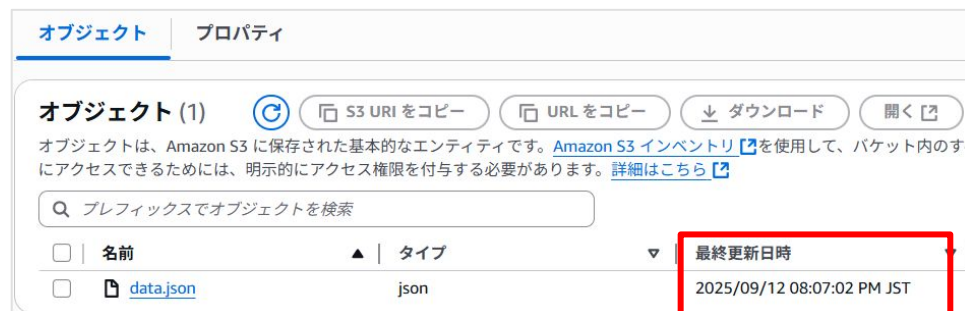 オブジェクト プロパティ
オブジェクト (1) S3 URI をコピー URL をコピー ダウンロード 開く
オブジェクトは、Amazon S3 に保存された基本的なエンティティです。Amazon S3 インベントリ を使用して、バケット内のす
にアクセスできるためには、明示的にアクセス権限を付与する必要があります。詳細はこちら
プレフィックスでオブジェクトを検索
名前 タイプ 最終更新日時
data.json json 2025/09/12 08:07:02 PM JST